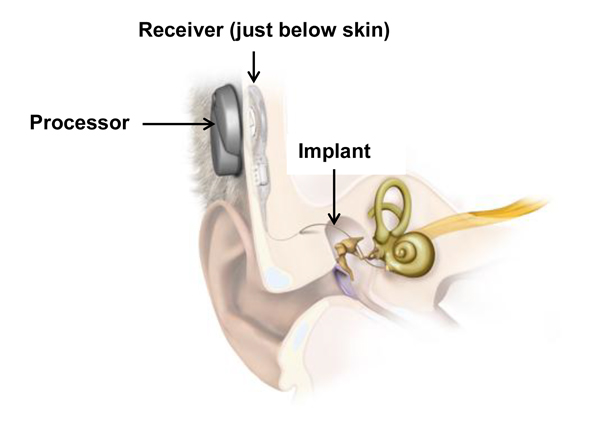 Receiver (just below skin)
Processor
Implant